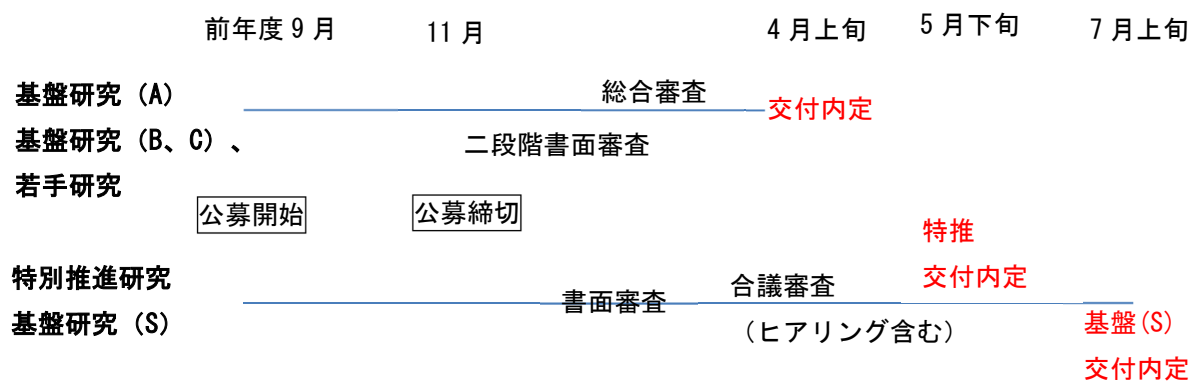 前年度９月 11 月 ４月上旬 ５月下旬 ７月上旬
基盤研究（A） 総合審査 交付内定
基盤研究（B、C）、 二段階書面審査
若手研究
公募開始 公募締切
特推
特別推進研究 書面審査 合議審査 交付内定
基盤研究（S） （ヒアリング含む） 基盤(S)
交付内定